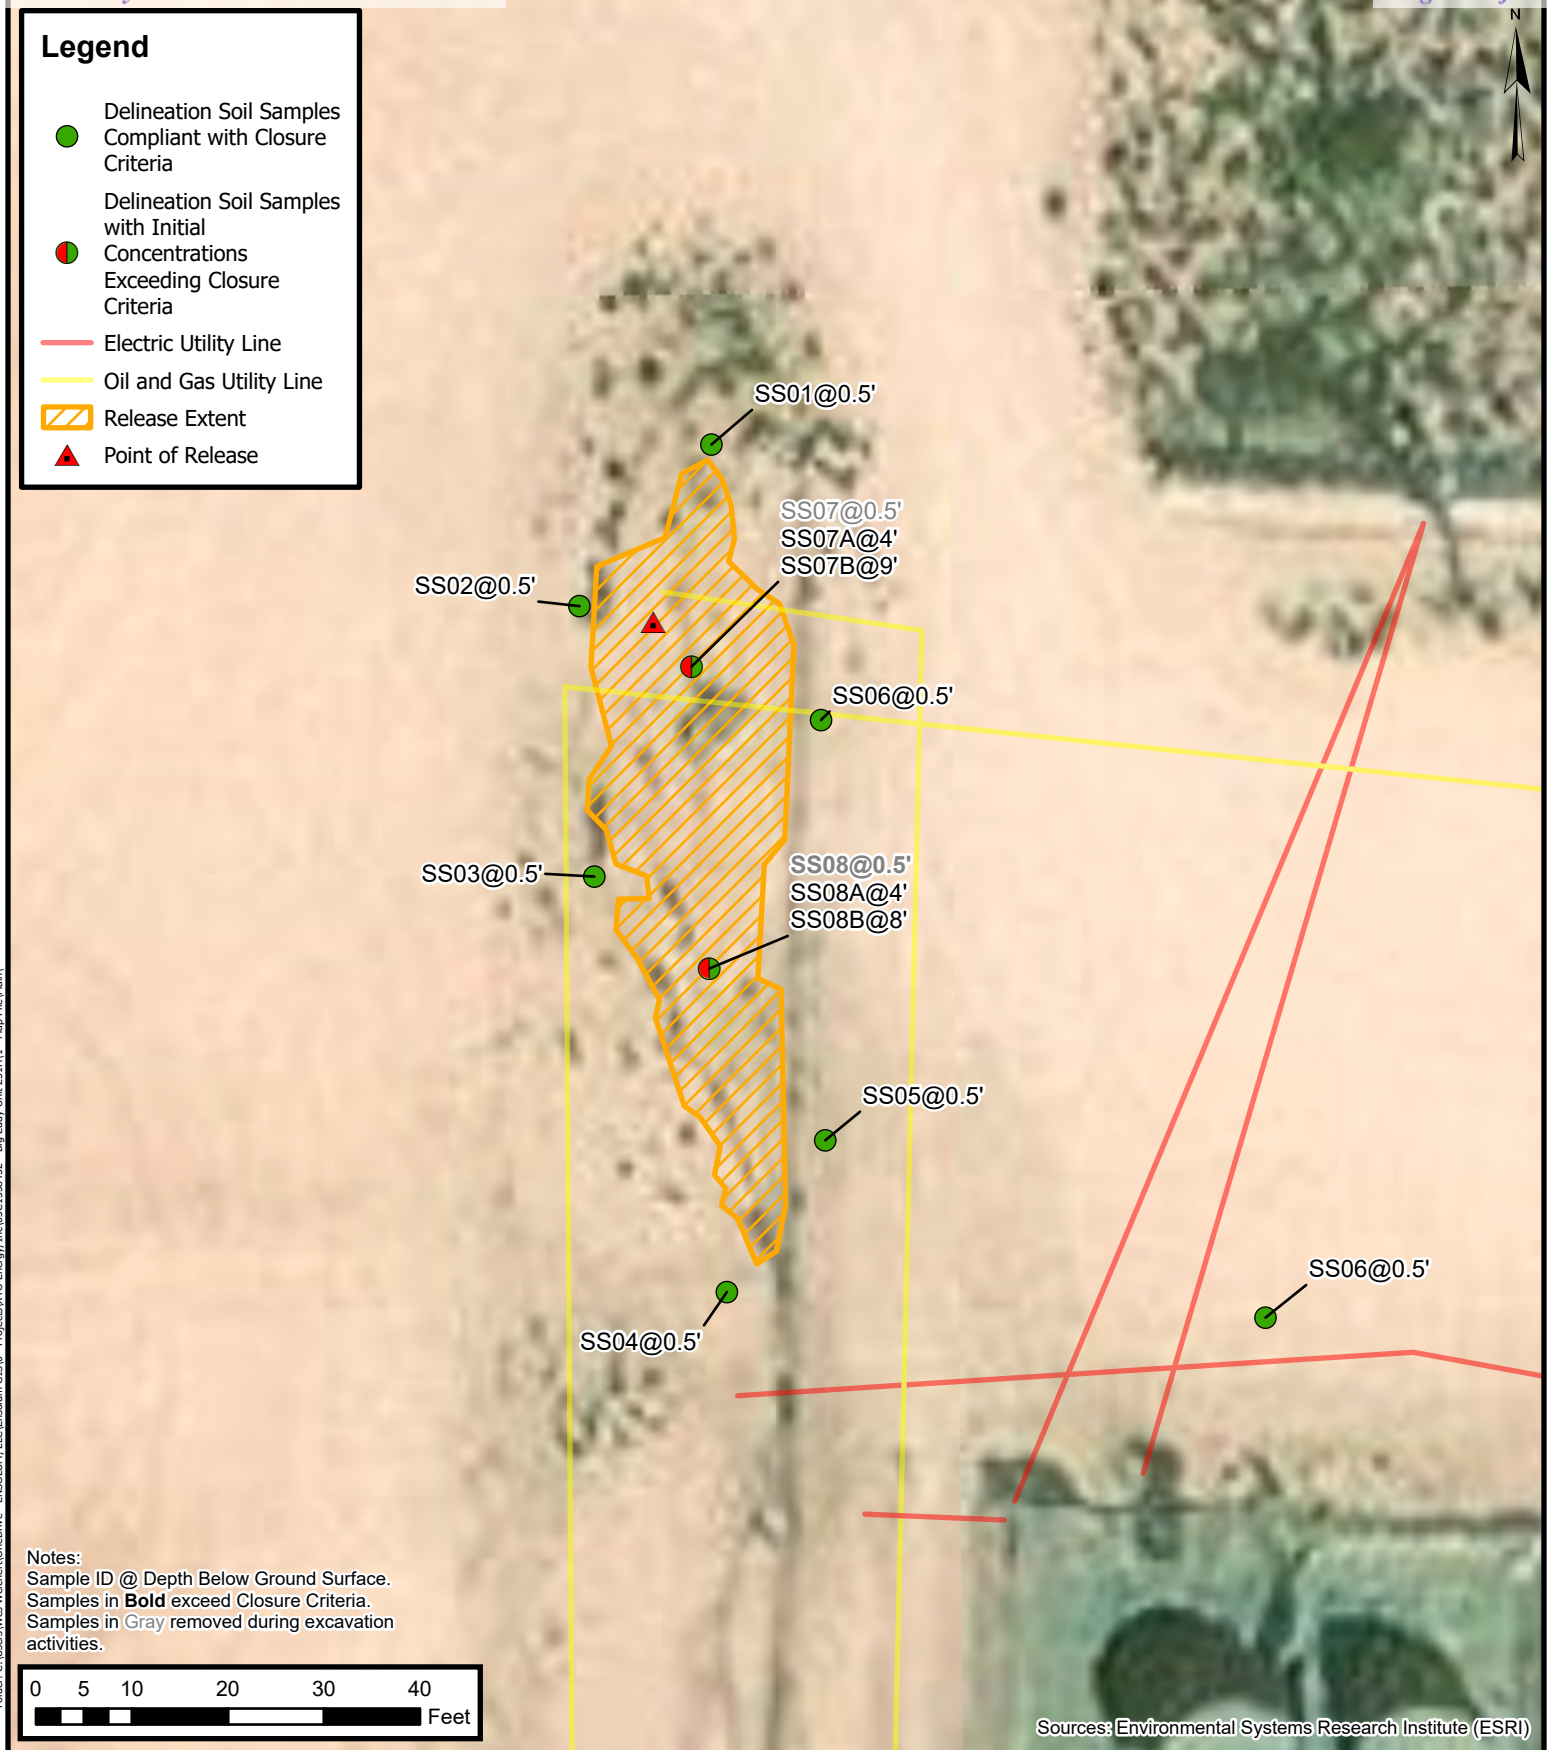 Legend
Delineation Soil Samples
Compliant with Closure
Criteria
Delineation Soil Samples
with Initial
Concentrations
Exceeding Closure
Criteria
Electric Utility Line
Oil and Gas Utility Line
Release Extent
Point of Release
N
SS01@0.5'
SS07@0.5'
SS07A@4'
SS07B@9'
SS02@0.5'
SS06@0.5'
SS03@0.5'
SS08@0.5'
SS08A@4'
SS08B@8'
SS05@0.5'
SS06@0.5'
SS04@0.5'
Notes:
Sample ID @ Depth Below Ground Surface.
Samples in Bold exceed Closure Criteria.
Samples in Gray removed during excavation
activities.
0 5 10 20 30 40
Feet
Sources: Environmental Systems Research Institute (ESRI)